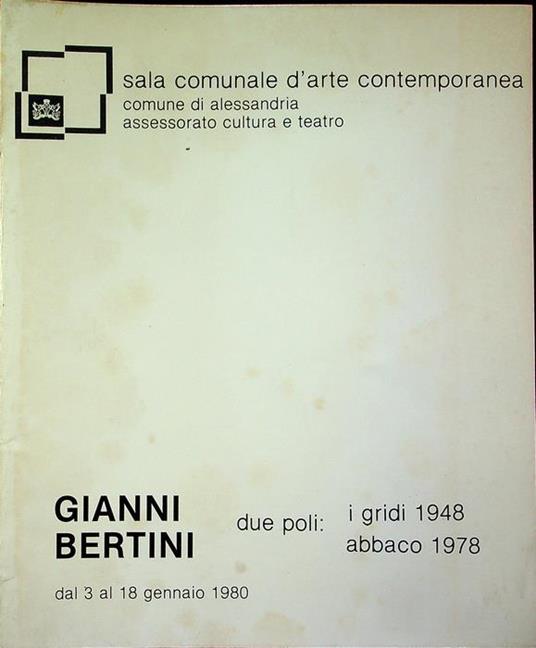 sala comunale d'arte contemporanea
comune di alessandria
assessorato cultura e teatro
GIANNI BERTINI
due poli:
i gridi 1948
abbaco 1978
dal 3 al 18 gennaio 1980